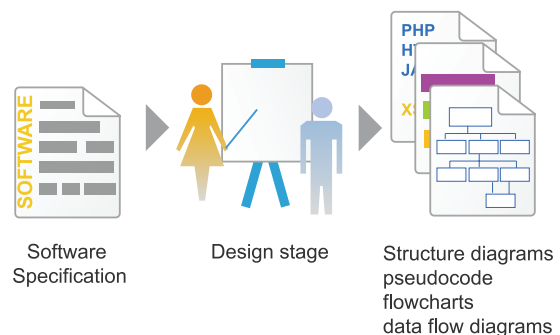 PHP
SOFTWARE
Software
Specification
Design stage
Structure diagrams
pseudocode
flowcharts
data flow diagrams